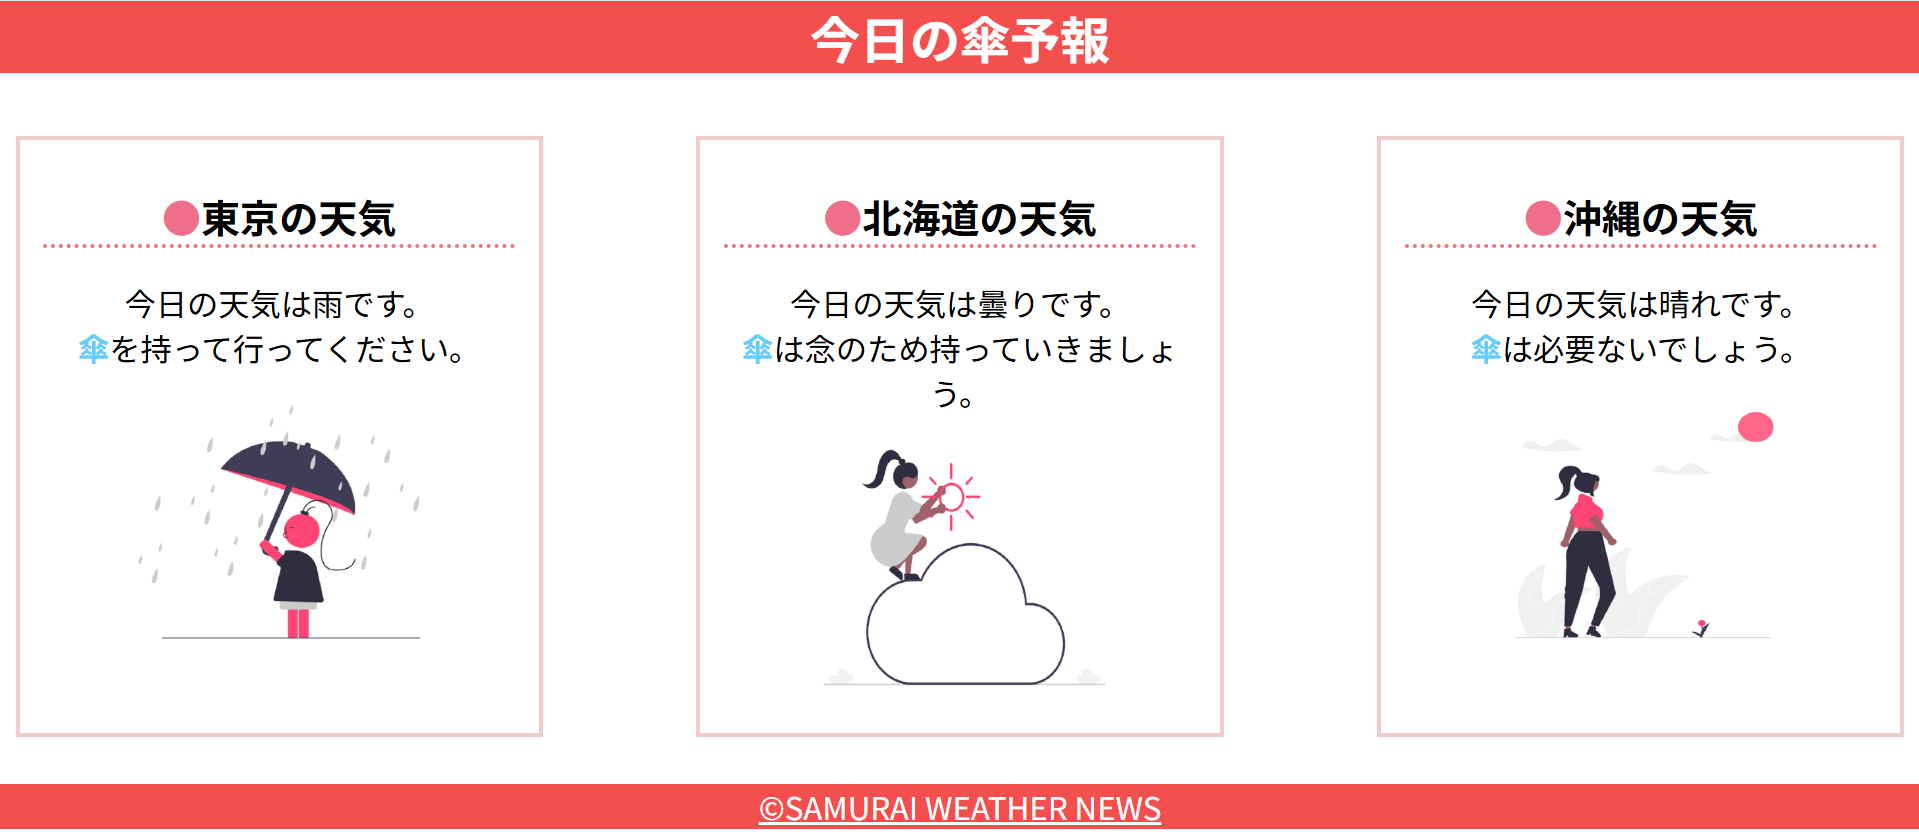 今日の傘予報
●東京の天気
今日の天気は雨です。
傘を持って行ってください。
●北海道の天気
今日の天気は曇りです。
傘は念のため持っていきましょ
う。
●沖縄の天気
今日の天気は晴れです。
傘は必要ないでしょう。
©SAMURAI WEATHER NEWS